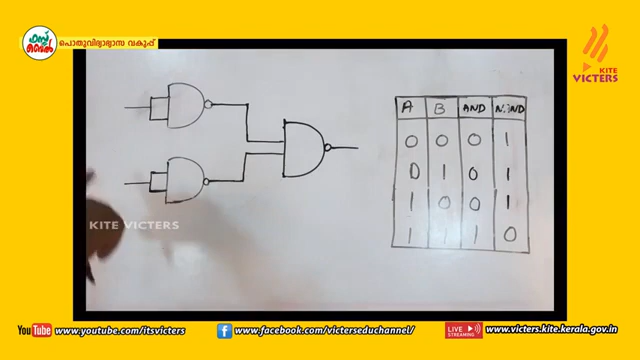 ഫസ്റ്റ് ബെൽ
പൊതുവിദ്യാഭ്യാസ വകുപ്പ്
KITE
VICTERS
A B AND NAND
0 0 0 1
0 1 0 1
1 0 0 1
1 1 1 0
KITE VICTERS
YouTube www.youtube.com/itsvicters
f www.facebook.com/victerseduchannel/
LIVE STREAMING www.victers.kite.kerala.gov.in